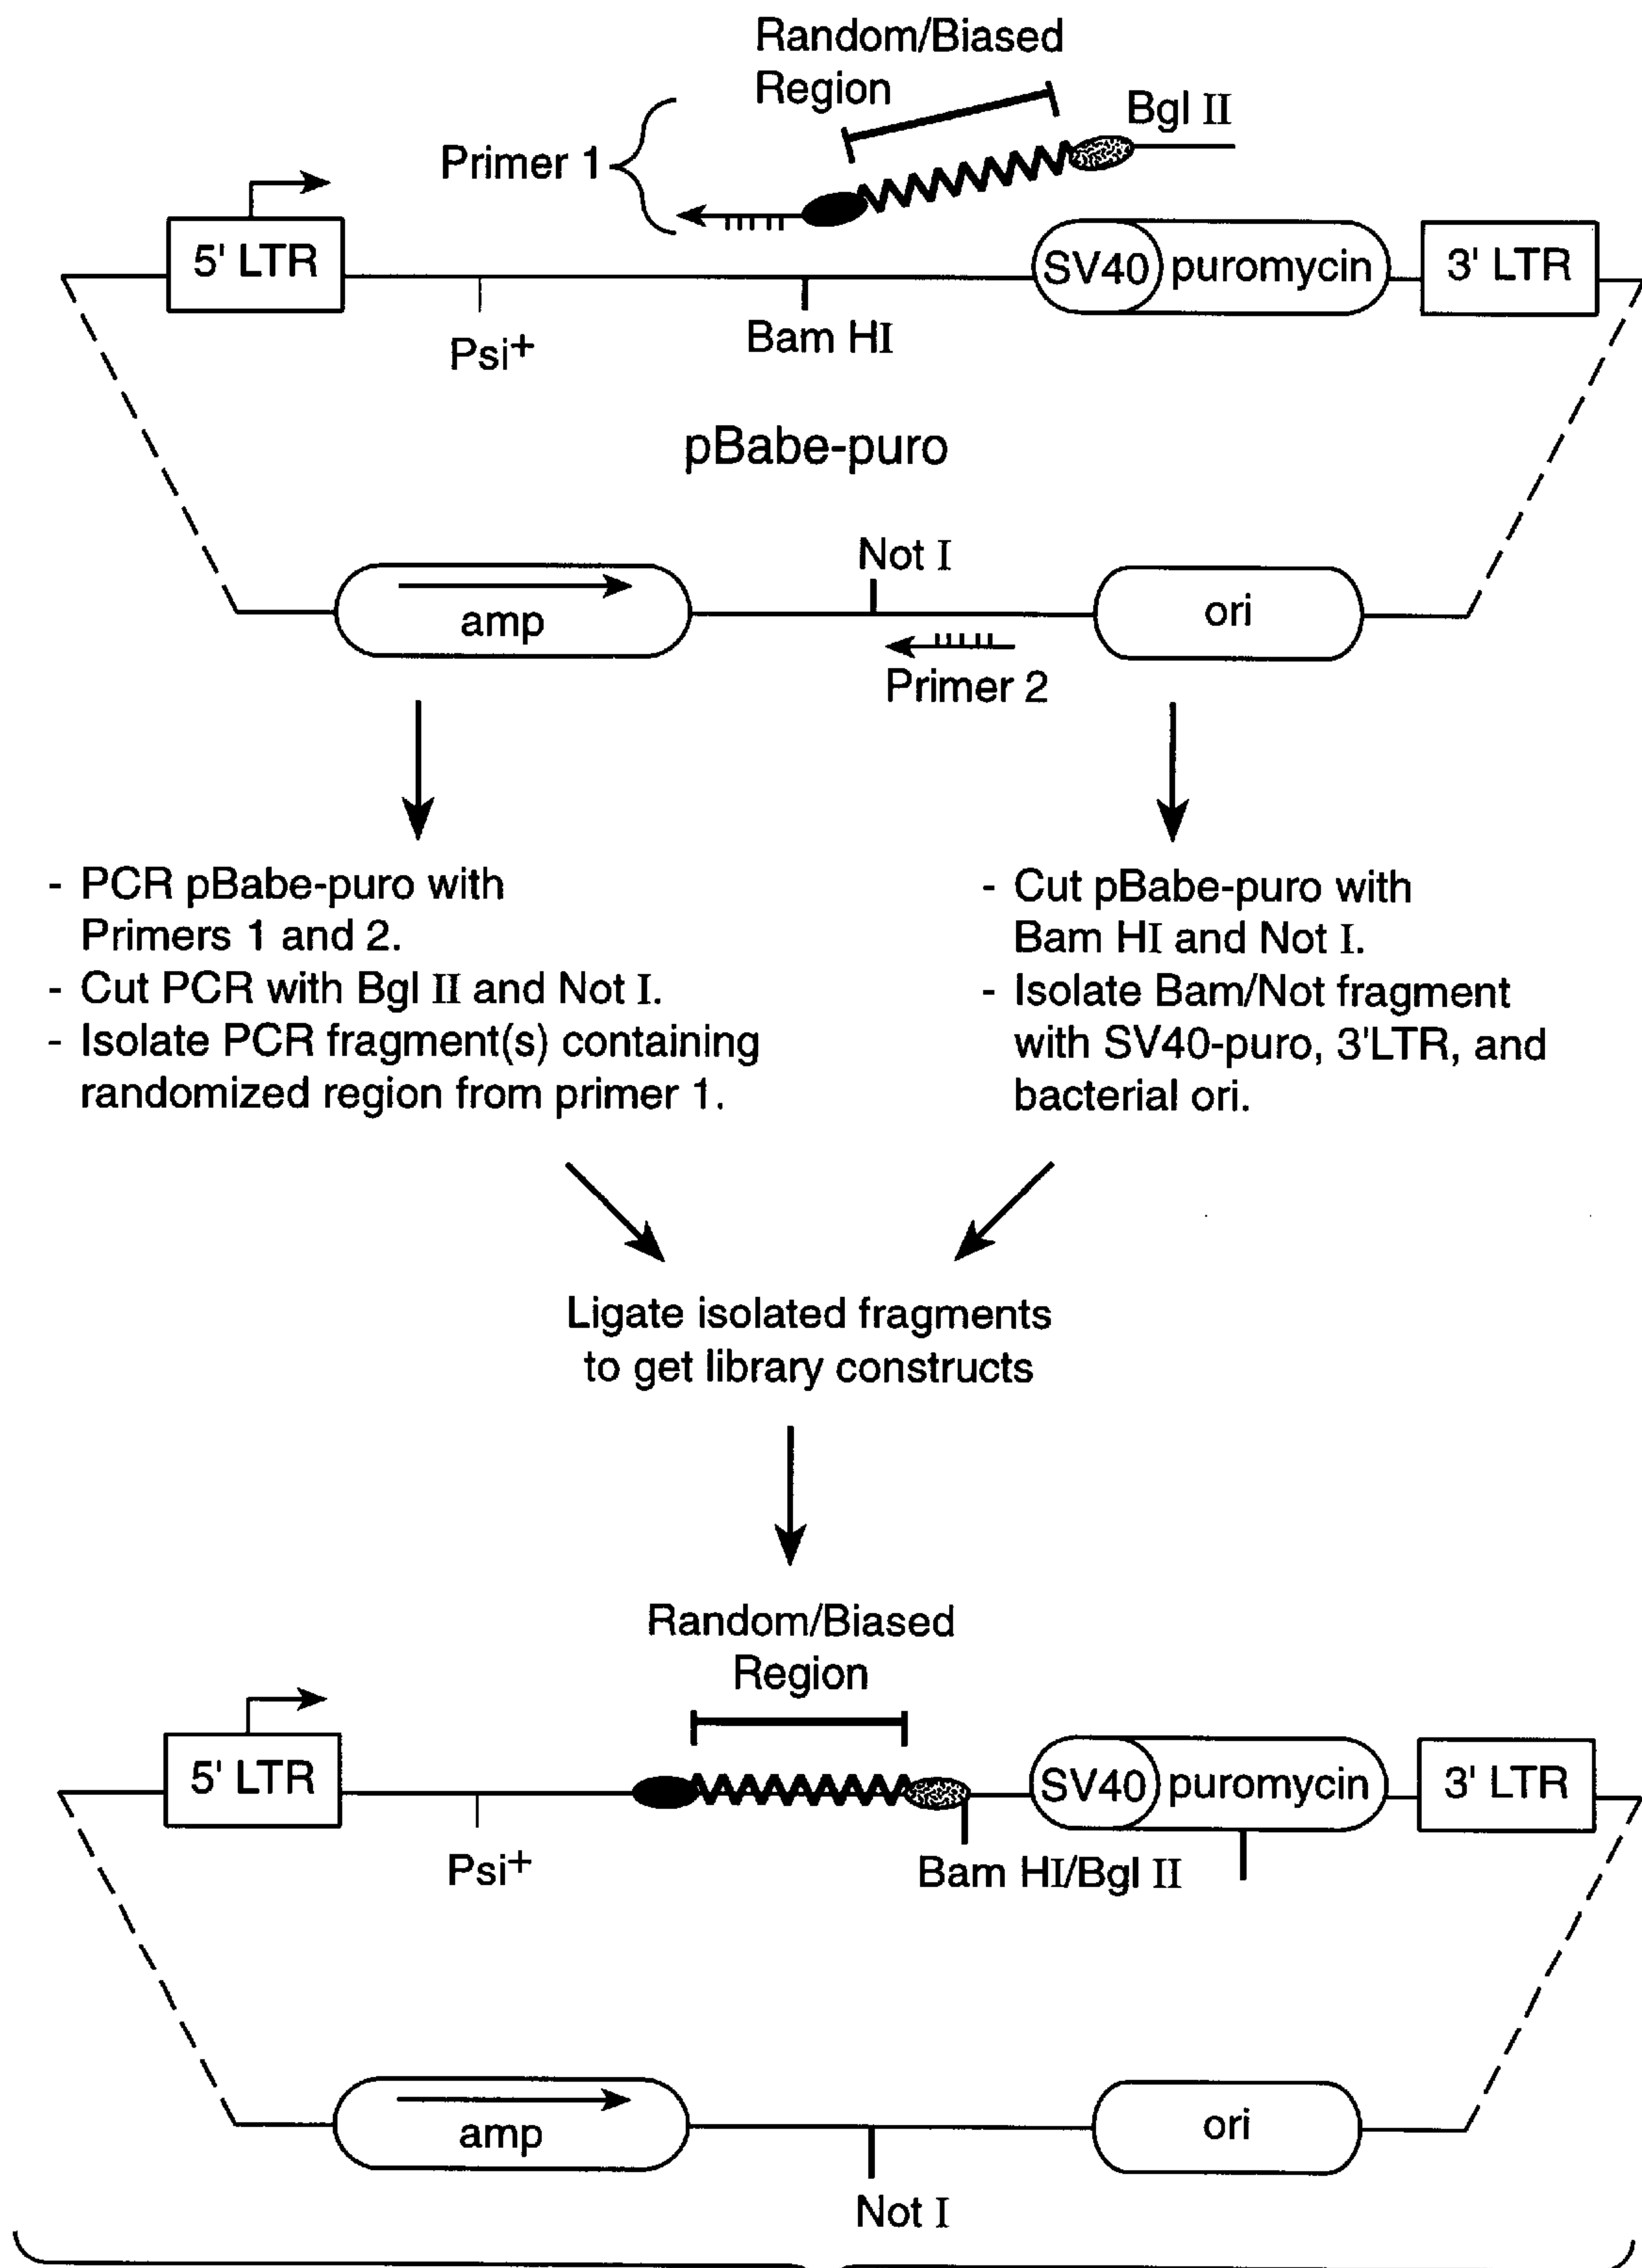 Random/Biased
Region
Bgl II
Primer 1
5' LTR
SV40
puromycin
3' LTR
Psi+
Bam HI
pBabe-puro
Not I
amp
ori
Primer 2
- PCR pBabe-puro with
Primers 1 and 2.
- Cut PCR with Bgl II and Not I.
- Isolate PCR fragment(s) containing
randomized region from primer 1.
- Cut pBabe-puro with
Bam HI and Not I.
- Isolate Bam/Not fragment
with SV40-puro, 3'LTR, and
bacterial ori.
Ligate isolated fragments
to get library constructs
Random/Biased
Region
5' LTR
SV40
puromycin
3' LTR
Psi+
Bam HI/Bgl II
amp
ori
Not I